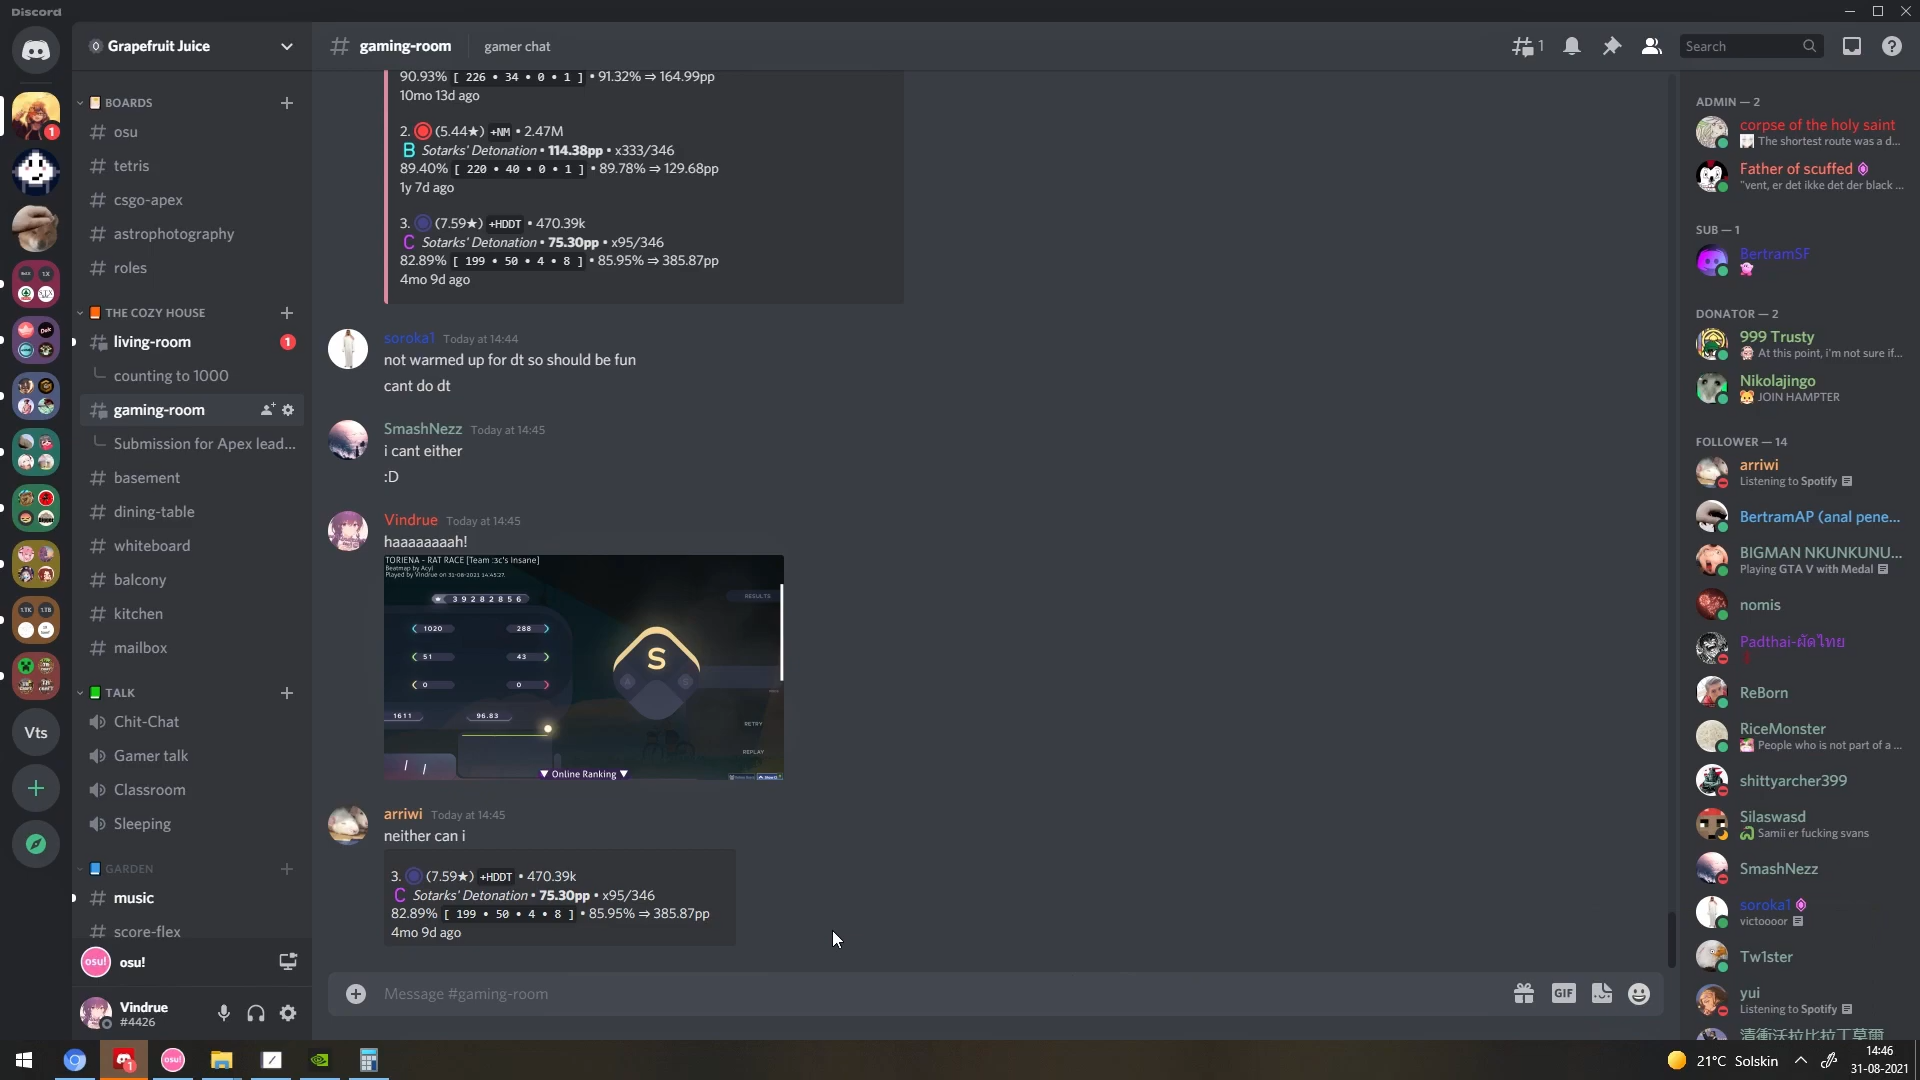 Discord
Grapefruit Juice
gaming-room
gamer chat
1
Search
BOARDS
osu
tetris
csgo-apex
astrophotography
roles
THE COZY HOUSE
living-room
1
counting to 1000
gaming-room
Submission for Apex lead...
basement
dining-table
whiteboard
balcony
kitchen
mailbox
TALK
Chit-Chat
Gamer talk
Classroom
Sleeping
GARDEN
music
score-flex
osu!
osu!
Vindrue
#4426
1
Vts
90.93% [ 226 • 34 • 0 • 1 ] • 91.32% ⇒ 164.99pp
10mo 13d ago
2. (5.44★) +NM • 2.47M
B Sotarks' Detonation • 114.38pp • x333/346
89.40% [ 220 • 40 • 0 • 1 ] • 89.78% ⇒ 129.68pp
1y 7d ago
3. (7.59★) +HDDT • 470.39k
C Sotarks' Detonation • 75.30pp • x95/346
82.89% [ 199 • 50 • 4 • 8 ] • 85.95% ⇒ 385.87pp
4mo 9d ago
soroka1 Today at 14:44
not warmed up for dt so should be fun
cant do dt
SmashNezz Today at 14:45
i cant either
:D
Vindrue Today at 14:45
haaaaaaaah!
TORIENA - RAT RACE [Team :3c's Insane]
Beatmap by Acyl
Played by Vindrue on 31-08-2021 14:45:27.
39282856
RESULTS
1020 288
51 43
0 0
1611 96.83
S
RETRY
REPLAY
▼ Online Ranking ▼
arriwi Today at 14:45
neither can i
3. (7.59★) +HDDT • 470.39k
C Sotarks' Detonation • 75.30pp • x95/346
82.89% [ 199 • 50 • 4 • 8 ] • 85.95% ⇒ 385.87pp
4mo 9d ago
Message #gaming-room
GIF
ADMIN — 2
corpse of the holy saint
The shortest route was a d...
Father of scuffed
"vent, er det ikke det der black ...
SUB — 1
BertramSF
DONATOR — 2
999 Trusty
At this point, i'm not sure if...
Nikolajingo
JOIN HAMPTER
FOLLOWER — 14
arriwi
Listening to Spotify
BertramAP (anal pene...
BIGMAN NKUNKUNU...
Playing GTA V with Medal
nomis
Padthai-ผัดไทย
ReBorn
RiceMonster
People who is not part of a ...
shittyarcher399
Silaswasd
Samii er fucking svans
SmashNezz
soroka1
victoooor
Tw1ster
yui
Listening to Spotify
osu!
21°C Solskin
14:46
31-08-2021